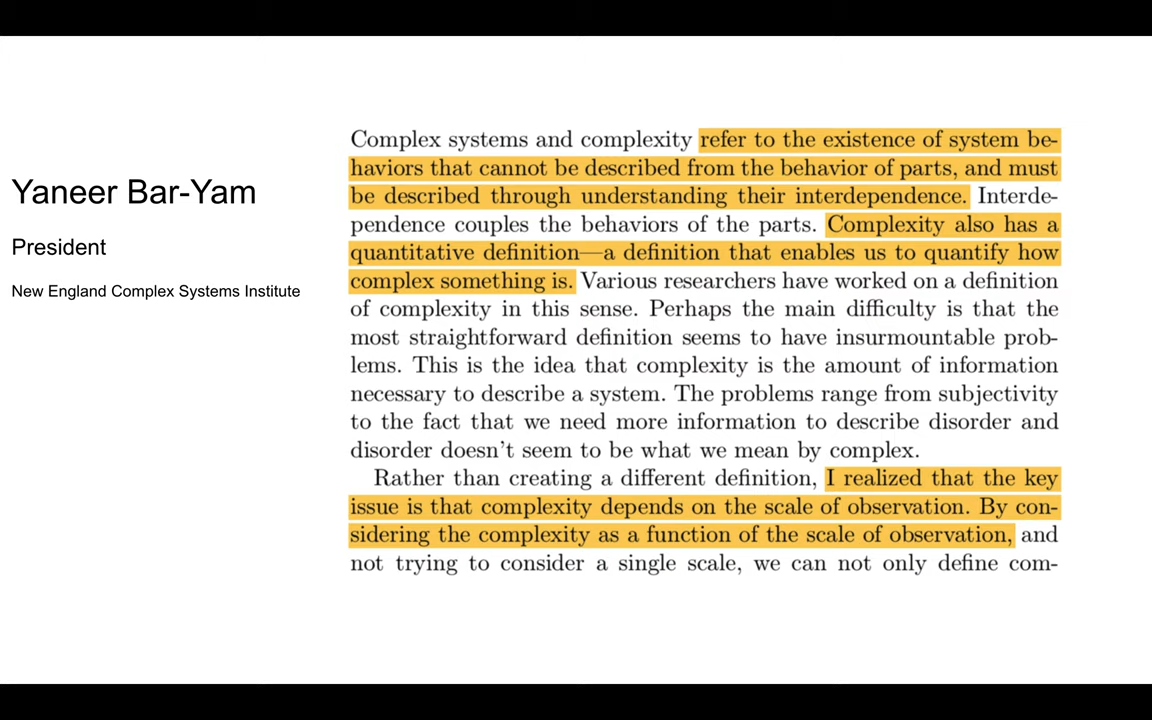 Yaneer Bar-Yam
President
New England Complex Systems Institute
Complex systems and complexity refer to the existence of system be-
haviors that cannot be described from the behavior of parts, and must
be described through understanding their interdependence. Interde-
pendence couples the behaviors of the parts. Complexity also has a
quantitative definition—a definition that enables us to quantify how
complex something is. Various researchers have worked on a definition
of complexity in this sense. Perhaps the main difficulty is that the
most straightforward definition seems to have insurmountable prob-
lems. This is the idea that complexity is the amount of information
necessary to describe a system. The problems range from subjectivity
to the fact that we need more information to describe disorder and
disorder doesn't seem to be what we mean by complex.
Rather than creating a different definition, I realized that the key
issue is that complexity depends on the scale of observation. By con-
sidering the complexity as a function of the scale of observation, and
not trying to consider a single scale, we can not only define com-